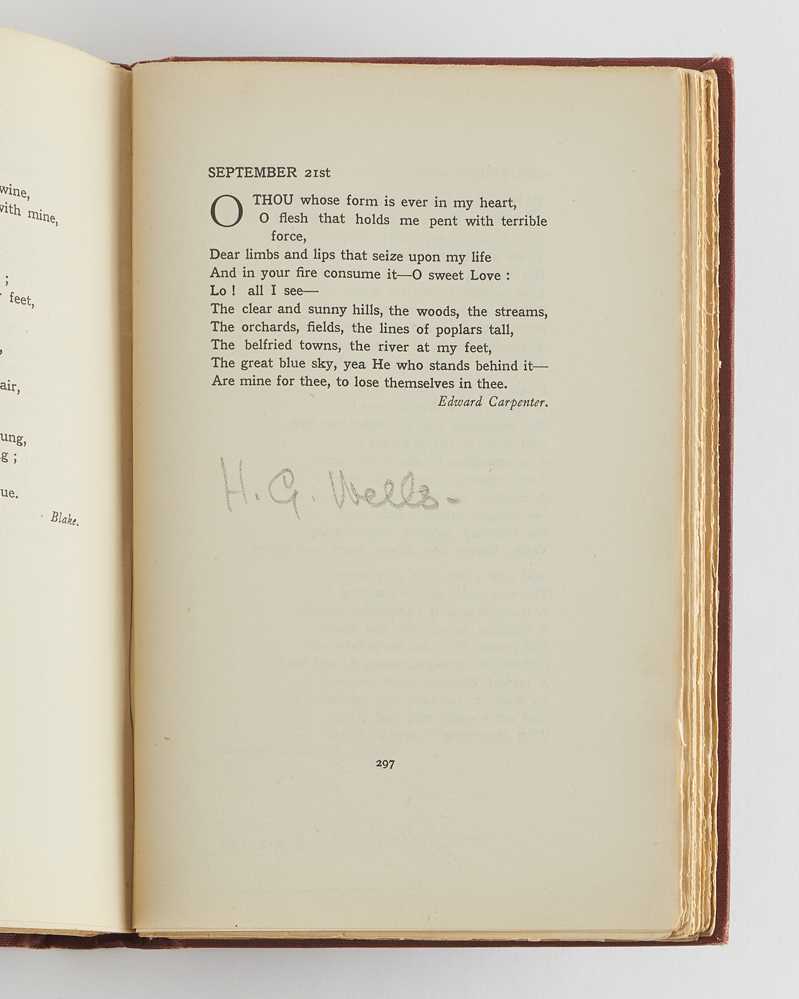 wine,
with mine,
;
feet,
,
air,
ung,
g ;
ue.
Blake.
SEPTEMBER 21st
O THOU whose form is ever in my heart,
O flesh that holds me pent with terrible
force,
Dear limbs and lips that seize upon my life
And in your fire consume it—O sweet Love :
Lo ! all I see—
The clear and sunny hills, the woods, the streams,
The orchards, fields, the lines of poplars tall,
The belfried towns, the river at my feet,
The great blue sky, yea He who stands behind it—
Are mine for thee, to lose themselves in thee.
Edward Carpenter.
H. G. Wells-
297